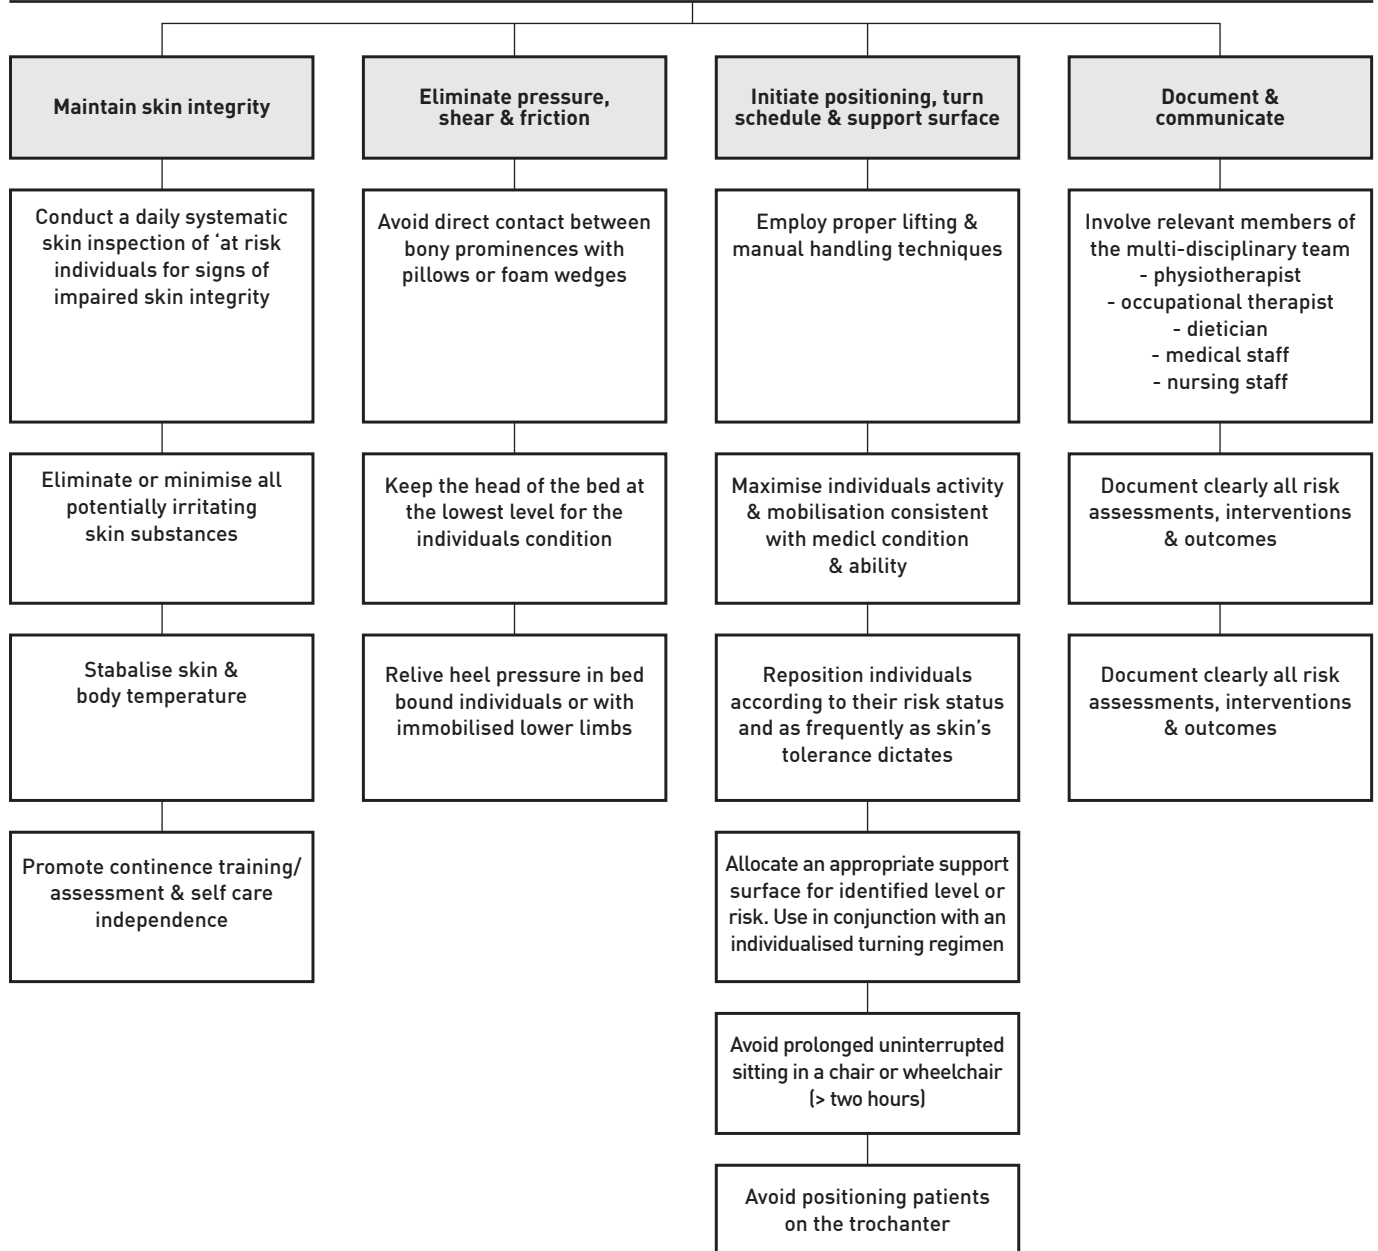 Maintain skin integrity
Conduct a daily systematic
skin inspection of ‘at risk
individuals for signs of
impaired skin integrity
Eliminate or minimise all
potentially irritating
skin substances
Stabalise skin &
body temperature
Promote continence training/
assessment & self care
independence
Eliminate pressure,
shear & friction
Avoid direct contact between
bony prominences with
pillows or foam wedges
Keep the head of the bed at
the lowest level for the
individuals condition
Relive heel pressure in bed
bound individuals or with
immobilised lower limbs
Initiate positioning, turn
schedule & support surface
Employ proper lifting &
manual handling techniques
Maximise individuals activity
& mobilisation consistent
with medicl condition
& ability
Reposition individuals
according to their risk status
and as frequently as skin’s
tolerance dictates
Allocate an appropriate support
surface for identified level or
risk. Use in conjunction with an
individualised turning regimen
Avoid prolonged uninterrupted
sitting in a chair or wheelchair
(> two hours)
Avoid positioning patients
on the trochanter
Document &
communicate
Involve relevant members of
the multi-disciplinary team
- physiotherapist
- occupational therapist
- dietician
- medical staff
- nursing staff
Document clearly all risk
assessments, interventions
& outcomes
Document clearly all risk
assessments, interventions
& outcomes